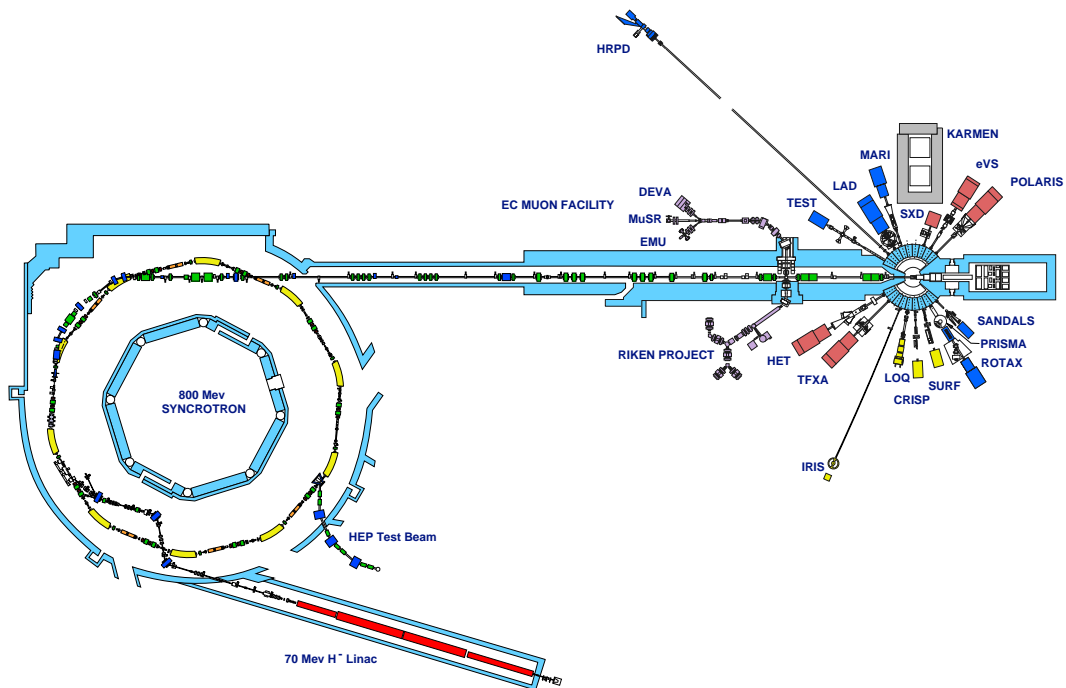 HRPD
KARMEN
MARI
eVS
LAD
POLARIS
DEVA
TEST
SXD
EC MUON FACILITY
MuSR
EMU
SANDALS
PRISMA
RIKEN PROJECT
HET
ROTAX
TFXA
LOQ
SURF
CRISP
800 Mev
SYNCROTRON
IRIS
HEP Test Beam
70 Mev H¯ Linac